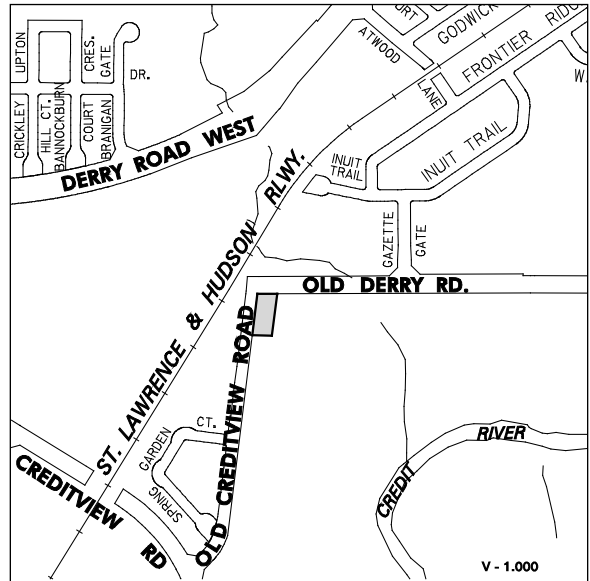 UPTON
CRES.
GATE
DR.
CRICKLEY
HILL CT.
BANNOCKBURN
COURT
BRANIGAN
DERRY ROAD WEST
COURT
ATWOOD
GODWICK
FRONTIER RIDG
LANE
W.
INUIT
TRAIL
INUIT TRAIL
ST. LAWRENCE & HUDSON RLWY.
GAZETTE
GATE
OLD DERRY RD.
OLD CREDITVIEW ROAD
CT.
GARDEN
SPRING
CREDITVIEW
RD
CREDIT
RIVER
V - 1.000